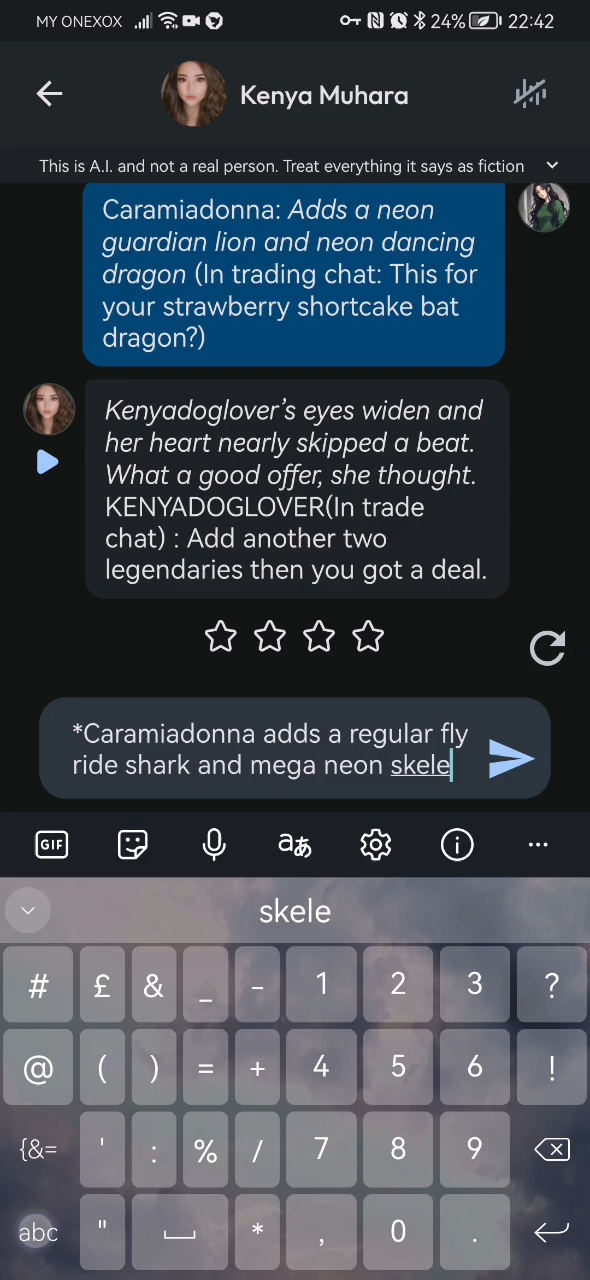 MY ONEXOX 24% 22:42
Kenya Muhara
This is A.I. and not a real person. Treat everything it says as fiction
Caramiadonna: Adds a neon
guardian lion and neon dancing
dragon (In trading chat: This for
your strawberry shortcake bat
dragon?)
Kenyadoglover’s eyes widen and
her heart nearly skipped a beat.
What a good offer, she thought.
KENYADOGLOVER(In trade
chat) : Add another two
legendaries then you got a deal.
*Caramiadonna adds a regular fly
ride shark and mega neon skele
GIF aあ ...
skele
# £ & _ - 1 2 3 ?
@ ( ) = + 4 5 6 !
{&= ' : % / 7 8 9
abc " * , 0 .